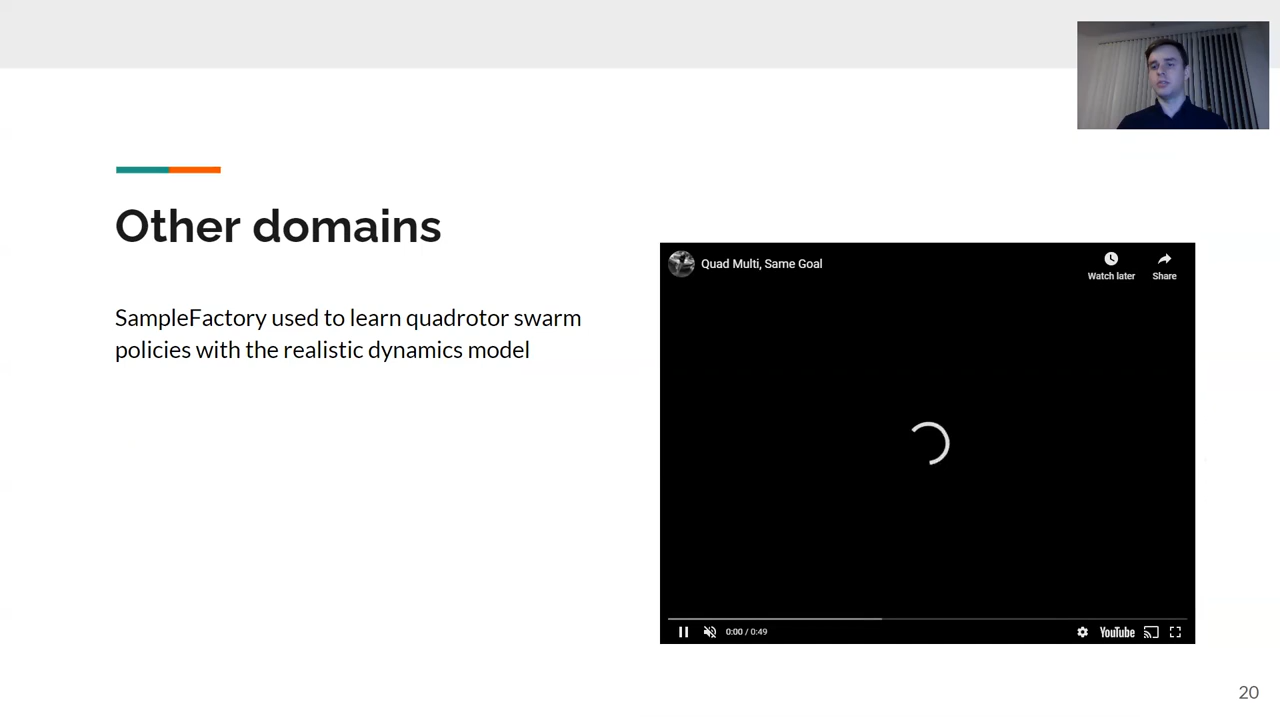 Other domains
SampleFactory used to learn quadrotor swarm
policies with the realistic dynamics model
Quad Multi, Same Goal
Watch later
Share
0:00 / 0:49
YouTube
20